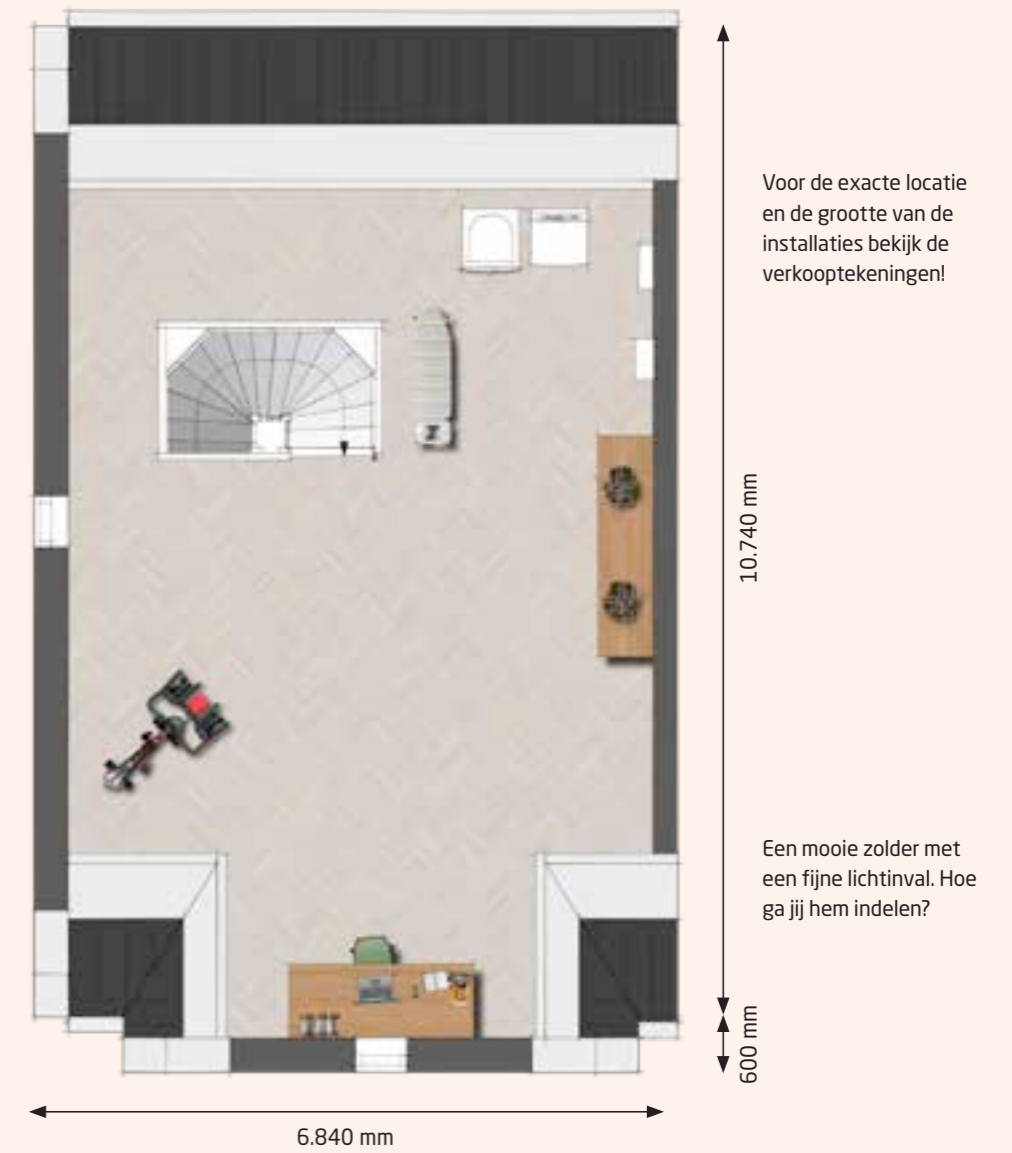 Voor de exacte locatie
en de grootte van de
installaties bekijk de
verkooptekeningen!
10.740 mm
Een mooie zolder met
een fijne lichtinval. Hoe
ga jij hem indelen?
600 mm
6.840 mm